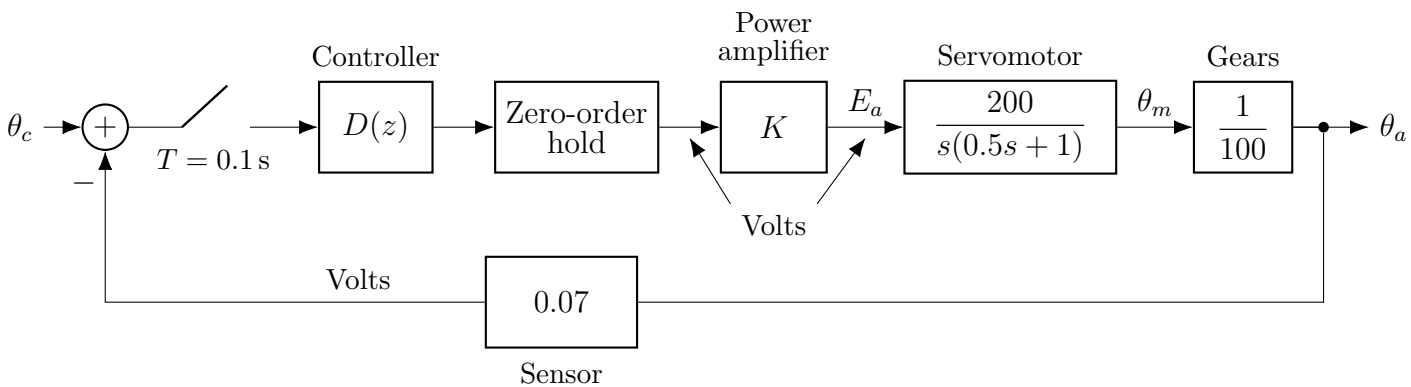 Power
amplifier
Controller
Servomotor
Gears
θ_c
+
−
T = 0.1 s
D(z)
Zero-order
hold
K
E_a
200
s(0.5s + 1)
θ_m
1
100
θ_a
Volts
Volts
0.07
Sensor